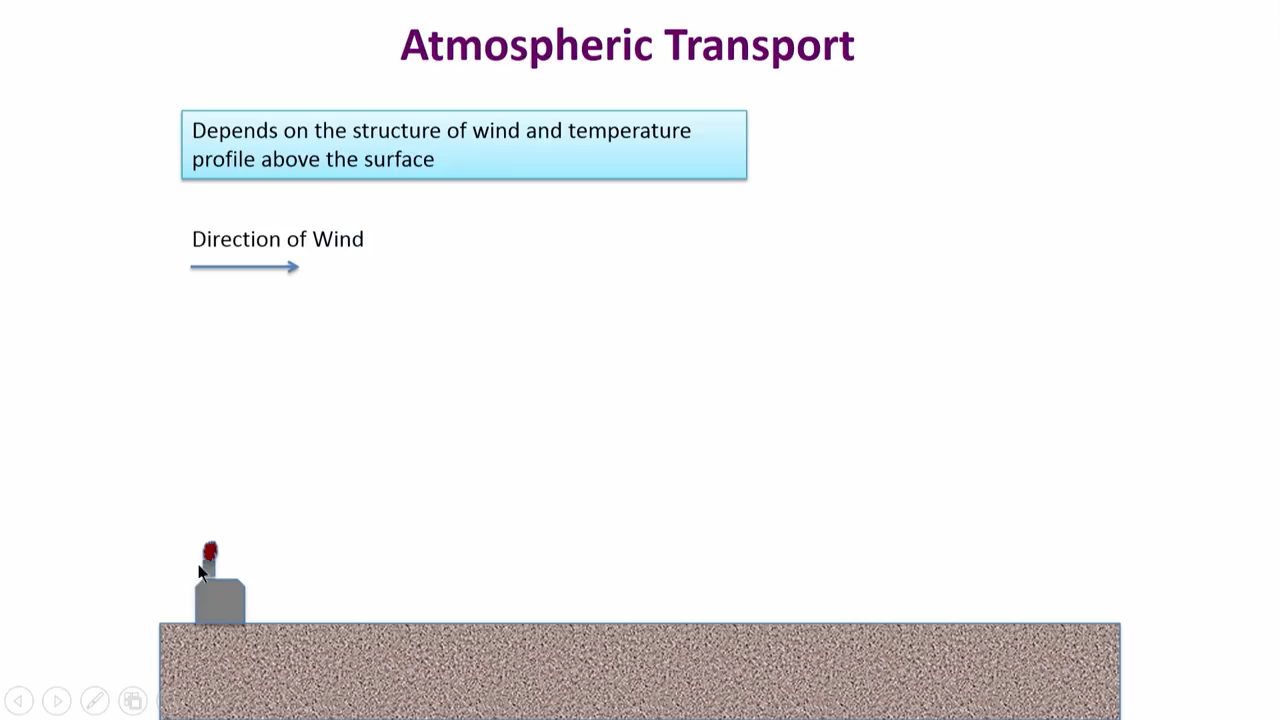 Atmospheric Transport
Depends on the structure of wind and temperature
profile above the surface
Direction of Wind